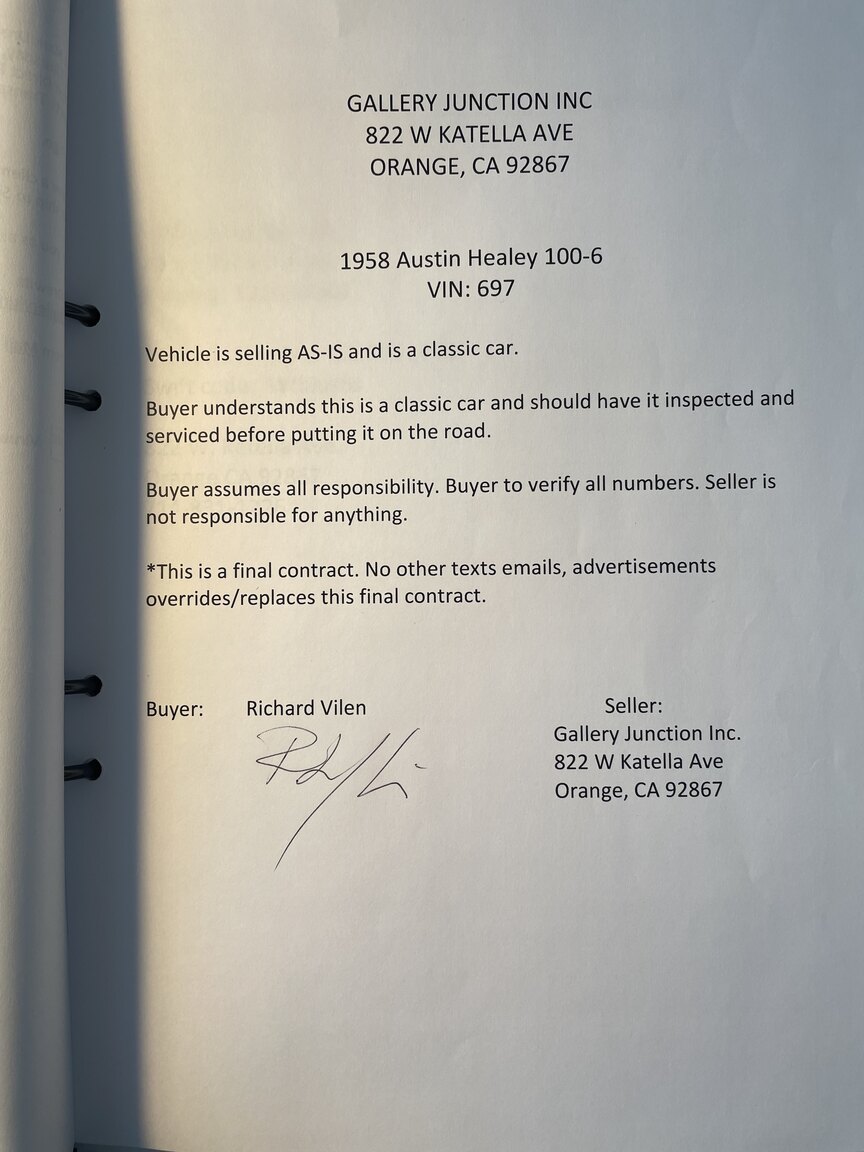 GALLERY JUNCTION INC
822 W KATELLA AVE
ORANGE, CA 92867
1958 Austin Healey 100-6
VIN: 697
Vehicle is selling AS-IS and is a classic car.
Buyer understands this is a classic car and should have it inspected and
serviced before putting it on the road.
Buyer assumes all responsibility. Buyer to verify all numbers. Seller is
not responsible for anything.
*This is a final contract. No other texts emails, advertisements
overrides/replaces this final contract.
Buyer: Richard Vilen
Seller:
Gallery Junction Inc.
822 W Katella Ave
Orange, CA 92867